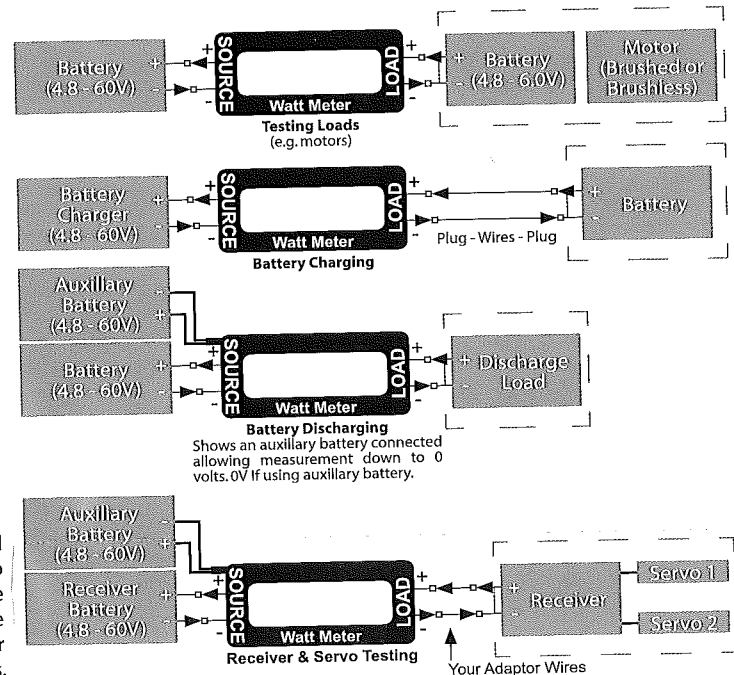 Battery
(4.8 - 60V)
+
-
+
-
SOURCE
Watt Meter
LOAD
+
-
Testing Loads
(e.g. motors)
+
-
Battery
(4.8 - 6.0V)
Motor
(Brushed or
Brushless)
Battery
Charger
(4.8 - 60V)
+
-
+
-
SOURCE
Watt Meter
LOAD
+
-
Battery Charging
Plug - Wires - Plug
+
-
Battery
Auxillary
Battery
(4.8 - 60V)
-
+
Battery
(4.8 - 60V)
+
-
+
-
SOURCE
Watt Meter
LOAD
+
-
+
-
Discharge
Load
Battery Discharging
Shows an auxillary battery connected
allowing measurement down to 0
volts. 0V If using auxillary battery.
Auxillary
Battery
(4.8 - 60V)
-
+
Receiver
Battery
(4.8 - 60V)
+
-
+
-
SOURCE
Watt Meter
LOAD
+
-
+
-
Receiver
Servo 1
Servo 2
Receiver & Servo Testing
Your Adaptor Wires